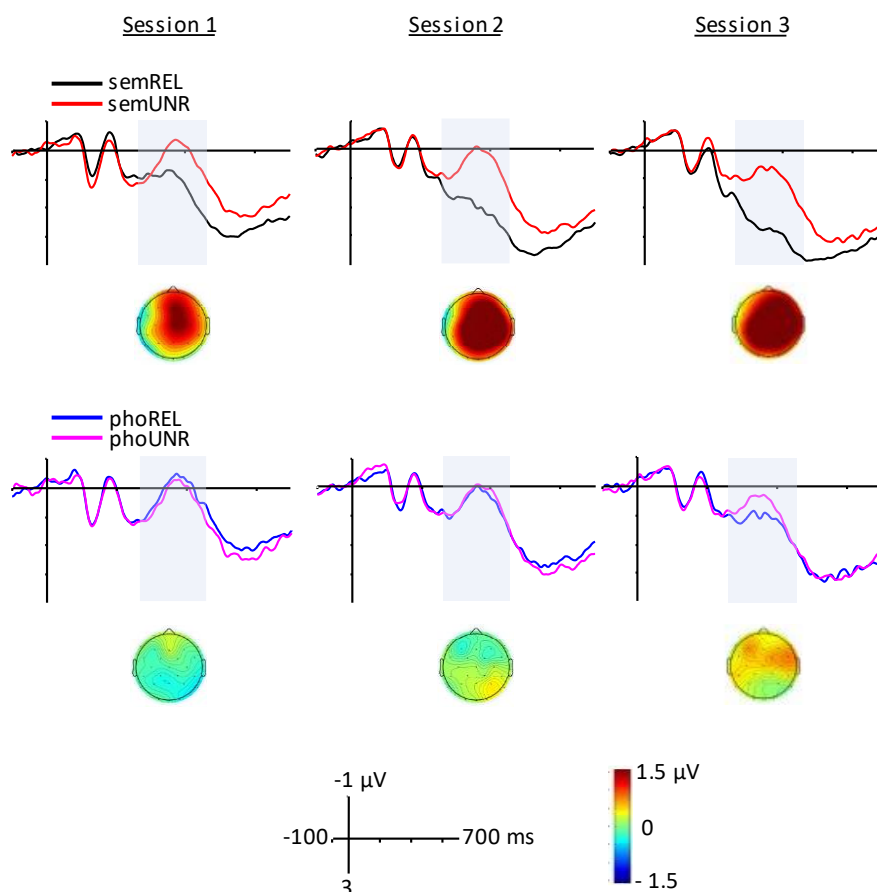 Session 1
Session 2
Session 3
semREL
semUNR
phoREL
phoUNR
-1 µV
-100
700 ms
3
1.5 µV
0
- 1.5